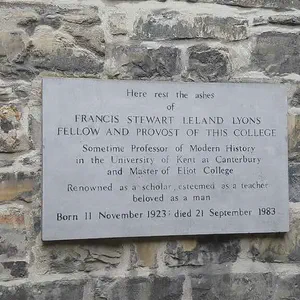 Here rest the ashes
of
FRANCIS STEWART LELAND LYONS
FELLOW AND PROVOST OF THIS COLLEGE
Sometime Professor of Modern History
in the University of Kent at Canterbury
and Master of Eliot College
Renowned as a scholar, esteemed as a teacher
beloved as a man
Born 11 November 1923: died 21 September 1983